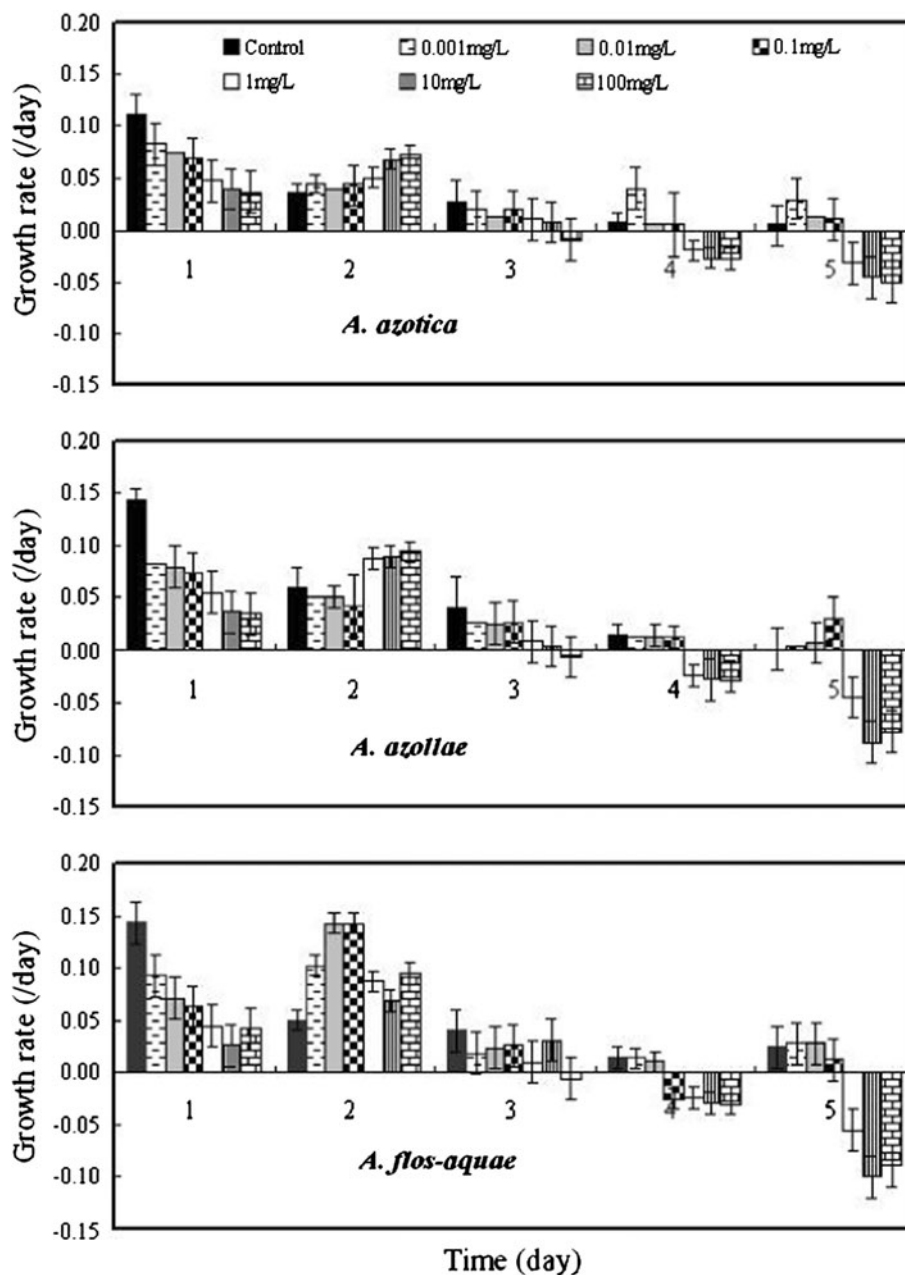 Control 0.001mg/L 0.01mg/L 0.1mg/L
1mg/L 10mg/L 100mg/L
Growth rate (/day)
0.20
0.15
0.10
0.05
0.00
-0.05
-0.10
-0.15
1 2 3 4 5
A. azotica
Growth rate (/day)
0.20
0.15
0.10
0.05
0.00
-0.05
-0.10
-0.15
1 2 3 4 5
A. azollae
Growth rate (/day)
0.20
0.15
0.10
0.05
0.00
-0.05
-0.10
-0.15
1 2 3 4 5
A. flos-aquae
Time (day)